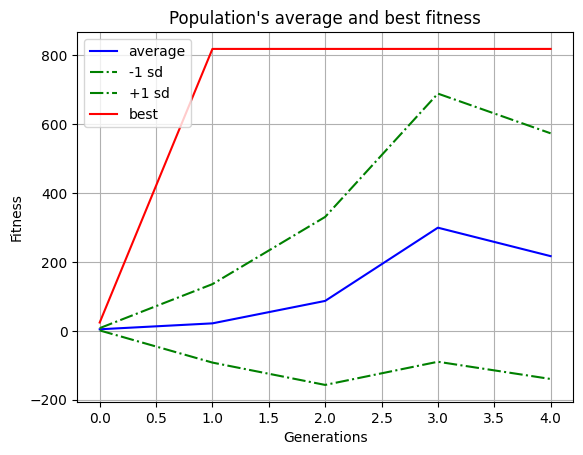 Population's average and best fitness
average
-1 sd
+1 sd
best
Fitness
800
600
400
200
0
−200
0.0 0.5 1.0 1.5 2.0 2.5 3.0 3.5 4.0
Generations